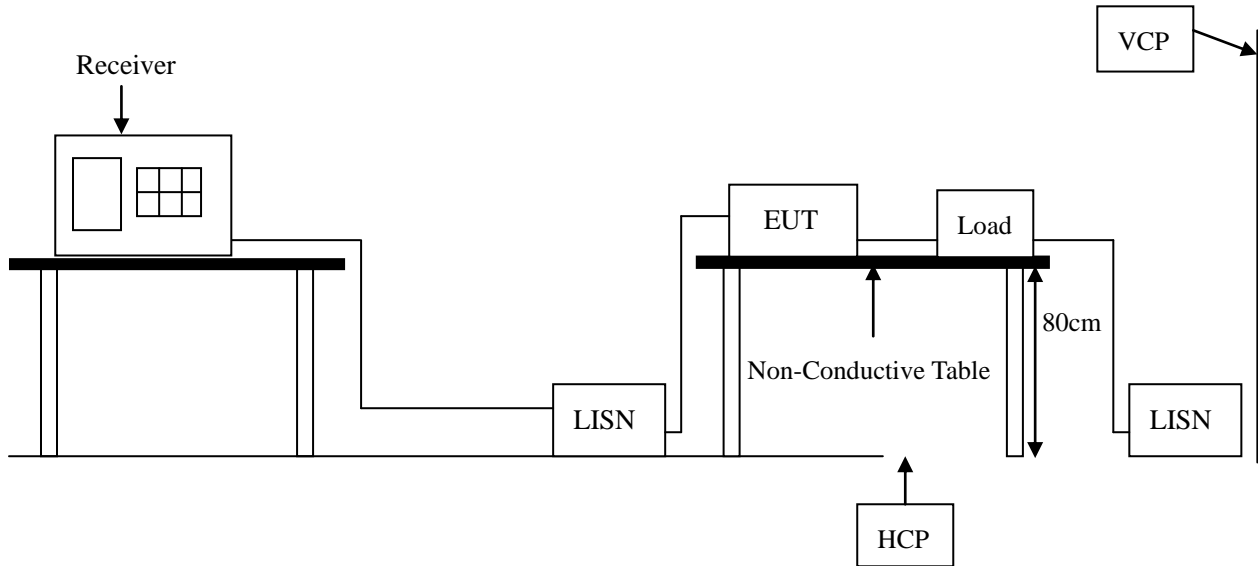 VCP
Receiver
EUT
Load
80cm
Non-Conductive Table
LISN
LISN
HCP